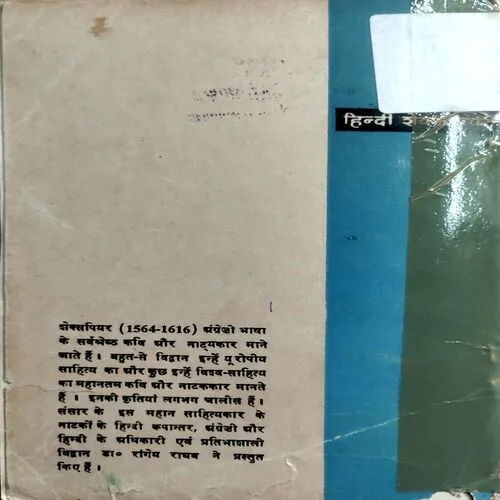 हिन्दी
शेक्सपियर (1564-1616) अंग्रेज़ी भाषा
के सर्वश्रेष्ठ कवि और नाट्यकार माने
जाते हैं। बहुत-से विद्वान इन्हें यूरोपीय
साहित्य का और कुछ इन्हें विश्व-साहित्य
का महानतम कवि और नाटककार मानते
हैं। इनकी कृतियां लगभग चालीस हैं।
संसार के इस महान साहित्यकार के
नाटकों के हिन्दी रूपान्तर, अंग्रेज़ी और
हिन्दी के अधिकारी एवं प्रतिभाशाली
विद्वान डा० रांगेय राघव ने प्रस्तुत
किए हैं।